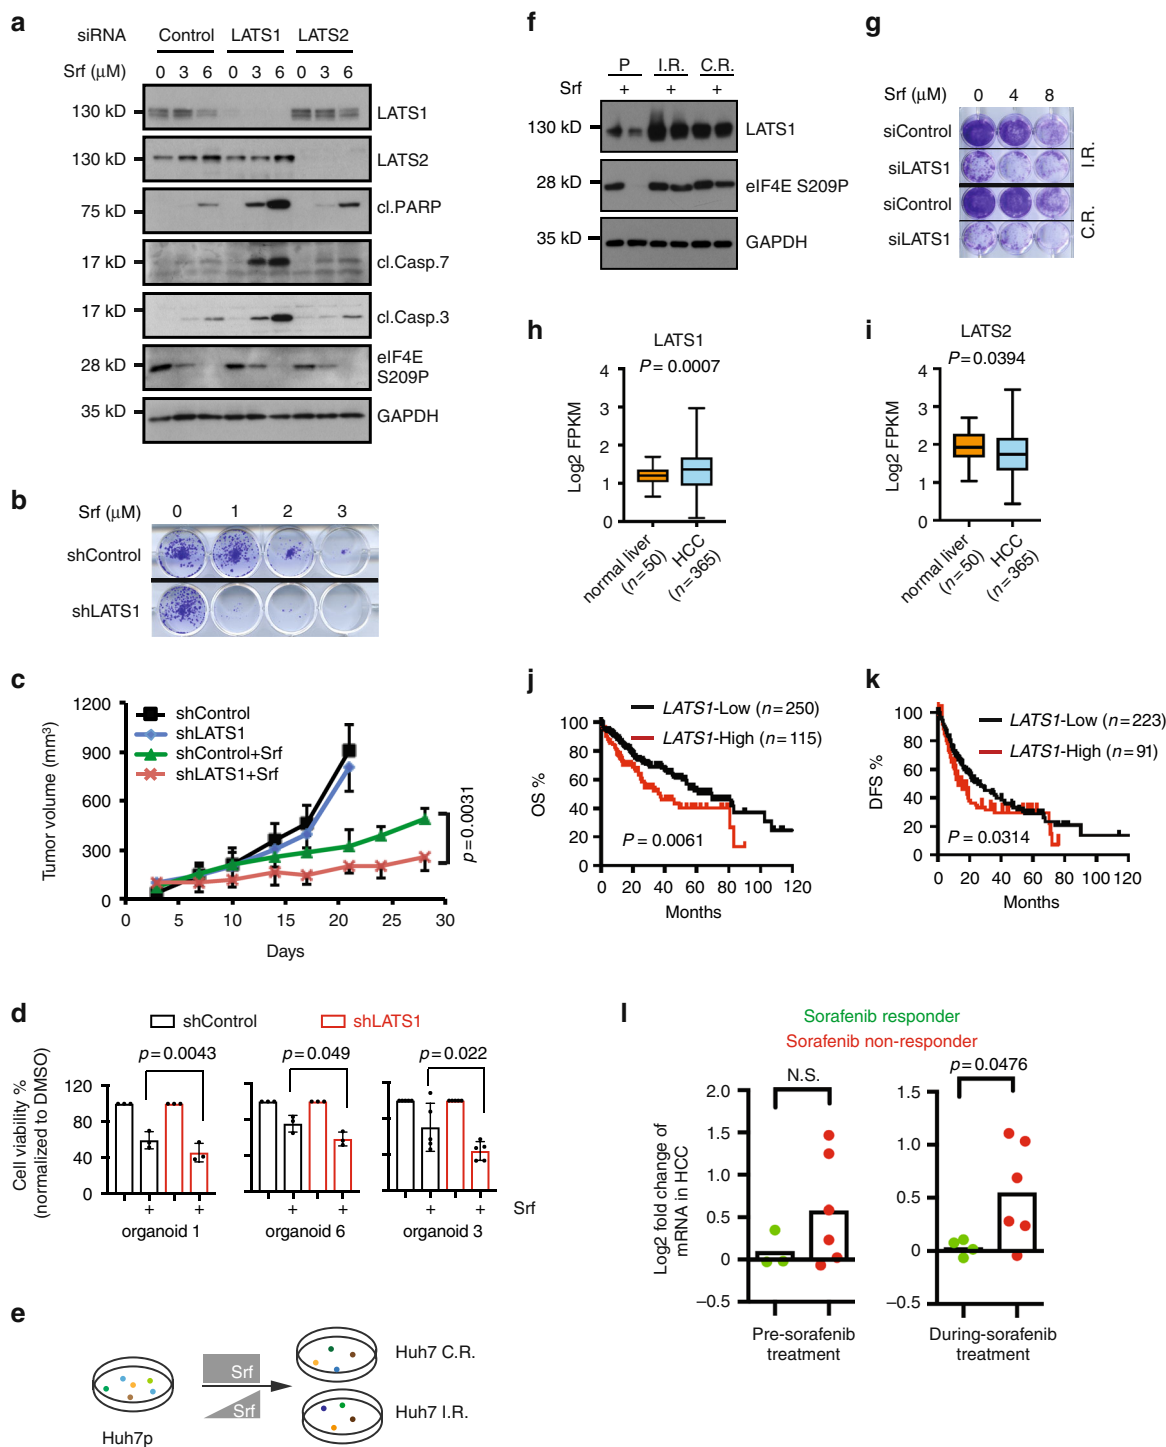 a
siRNA Control LATS1 LATS2
Srf (μM) 0 3 6 0 3 6 0 3 6
130 kD LATS1
130 kD LATS2
75 kD cl.PARP
17 kD cl.Casp.7
17 kD cl.Casp.3
28 kD eIF4E S209P
35 kD GAPDH
b
Srf (μM) 0 1 2 3
shControl
shLATS1
c
Tumor volume (mm³)
1200
900
600
300
0
shControl
shLATS1
shControl+Srf
shLATS1+Srf
p=0.0031
0 5 10 15 20 25 30
Days
d
shControl shLATS1
Cell viability %
(normalized to DMSO)
p=0.0043 p=0.049 p=0.022
120
80
40
0
+ + + + + + Srf
organoid 1 organoid 6 organoid 3
e
Srf
Srf
Huh7p
Huh7 C.R.
Huh7 I.R.
f
P I.R. C.R.
Srf + + +
130 kD LATS1
28 kD eIF4E S209P
35 kD GAPDH
g
Srf (μM) 0 4 8
siControl
siLATS1
I.R.
siControl
siLATS1
C.R.
h
LATS1
P=0.0007
Log2 FPKM
4
3
2
1
0
normal liver
(n=50)
HCC
(n=365)
i
LATS2
P=0.0394
Log2 FPKM
4
3
2
1
0
normal liver
(n=50)
HCC
(n=365)
j
LATS1-Low (n=250)
LATS1-High (n=115)
OS %
100
80
60
40
20
0
P=0.0061
0 20 40 60 80 100 120
Months
k
LATS1-Low (n=223)
LATS1-High (n=91)
DFS %
100
80
60
40
20
0
P=0.0314
0 20 40 60 80 100 120
Months
l
Sorafenib responder
Sorafenib non-responder
Log2 fold change of
mRNA in HCC
N.S.
2.0
1.5
1.0
0.5
0
–0.5
Pre-sorafenib
treatment
p=0.0476
1.5
1.0
0.5
0
–0.5
During-sorafenib
treatment